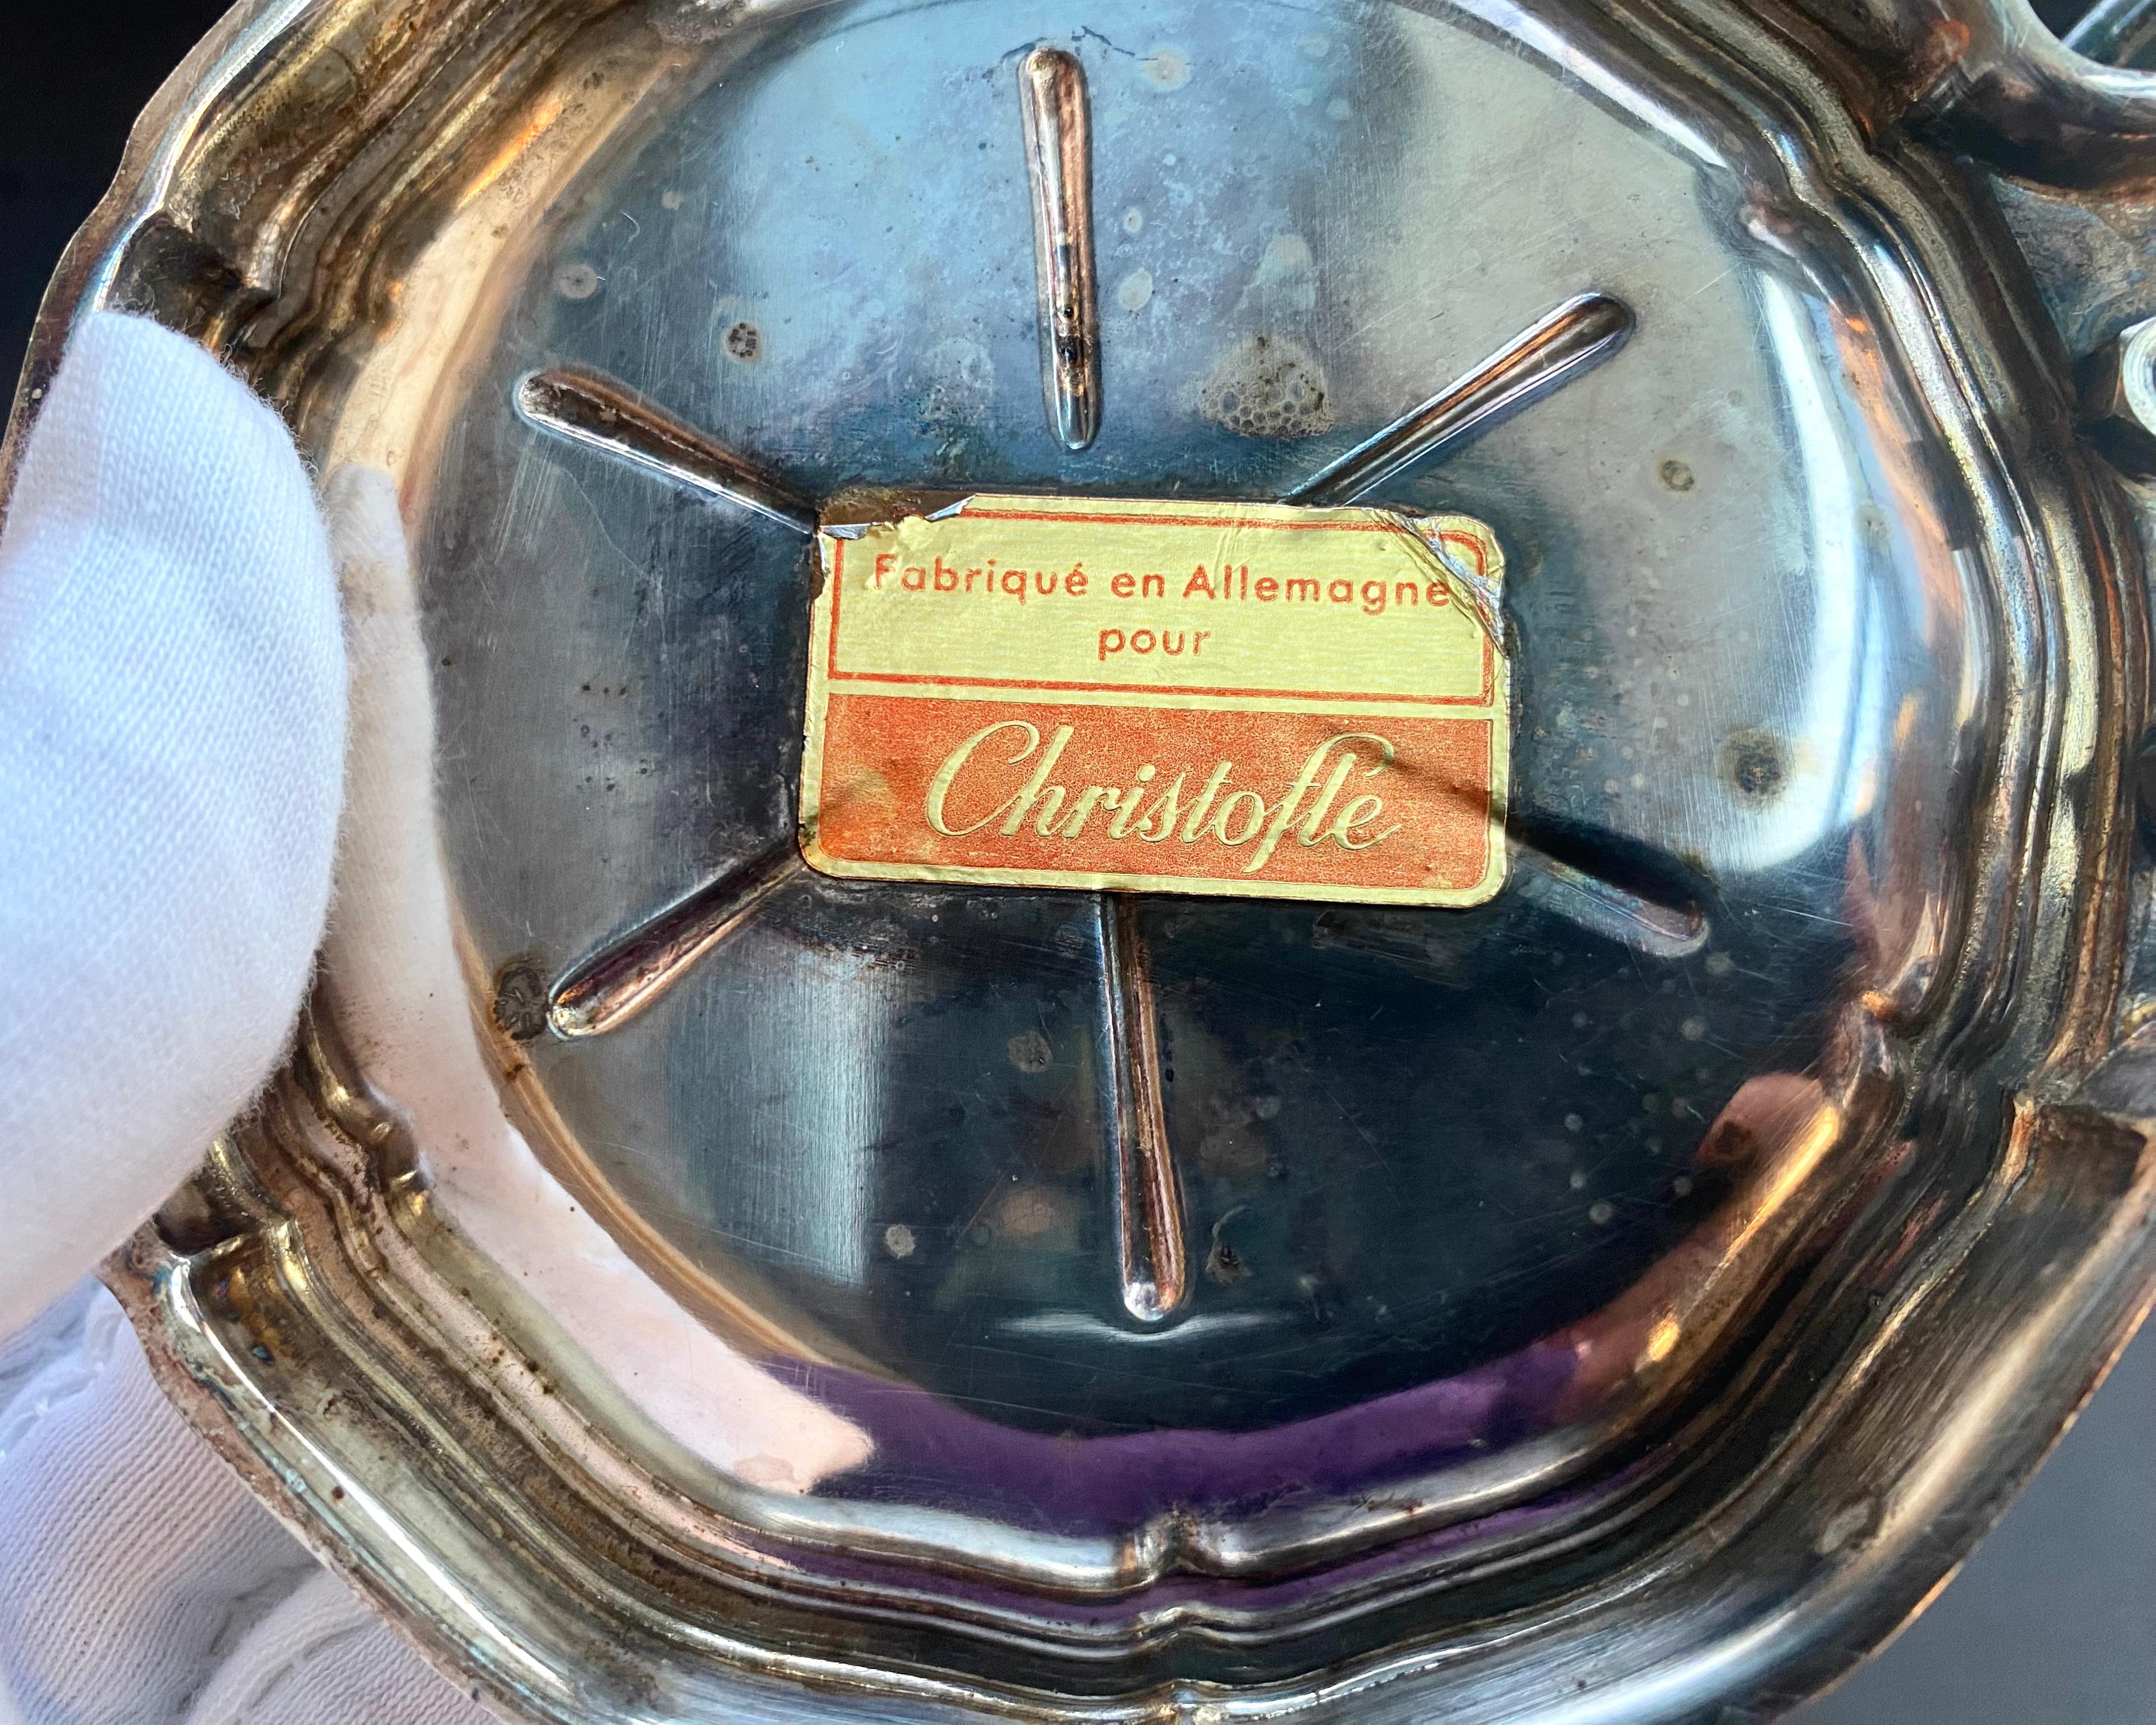 Fabriqué en Allemagne
pour
Christofle